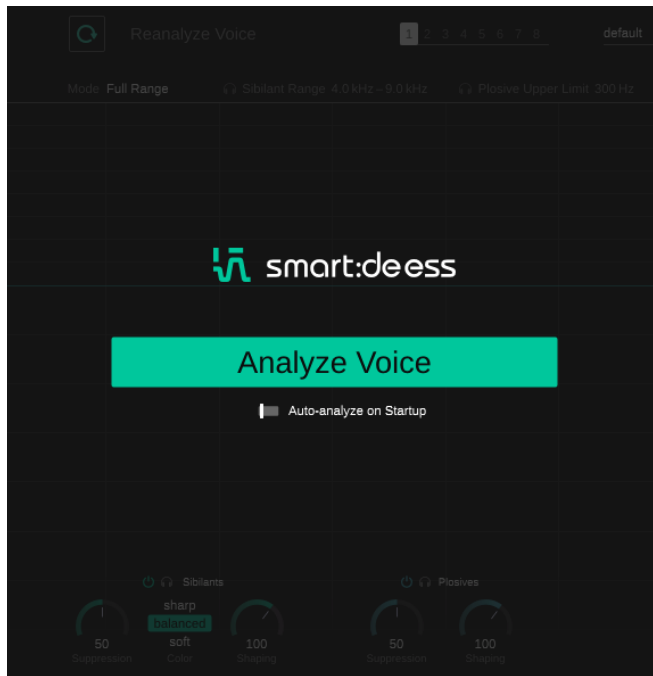 Reanalyze Voice 1 2 3 4 5 6 7 8 default
Mode Full Range Sibilant Range 4.0 kHz – 9.0 kHz Plosive Upper Limit 300 Hz
smart:deess
Analyze Voice
Auto-analyze on Startup
Sibilants Plosives
sharp
balanced
50 soft 100 50 100
Suppression Color Shaping Suppression Shaping